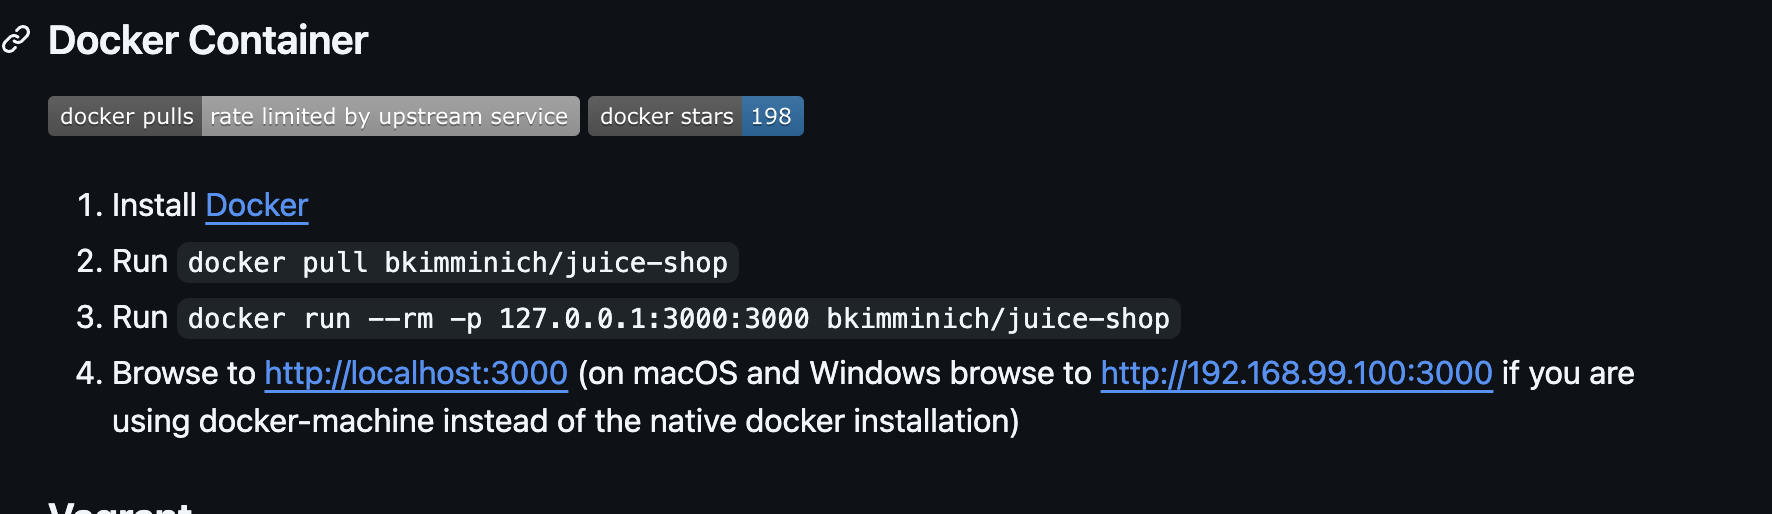 Docker Container
docker pulls rate limited by upstream service docker stars 198
1. Install Docker
2. Run docker pull bkimminich/juice-shop
3. Run docker run --rm -p 127.0.0.1:3000:3000 bkimminich/juice-shop
4. Browse to http://localhost:3000 (on macOS and Windows browse to http://192.168.99.100:3000 if you are
using docker-machine instead of the native docker installation)
Vagrant